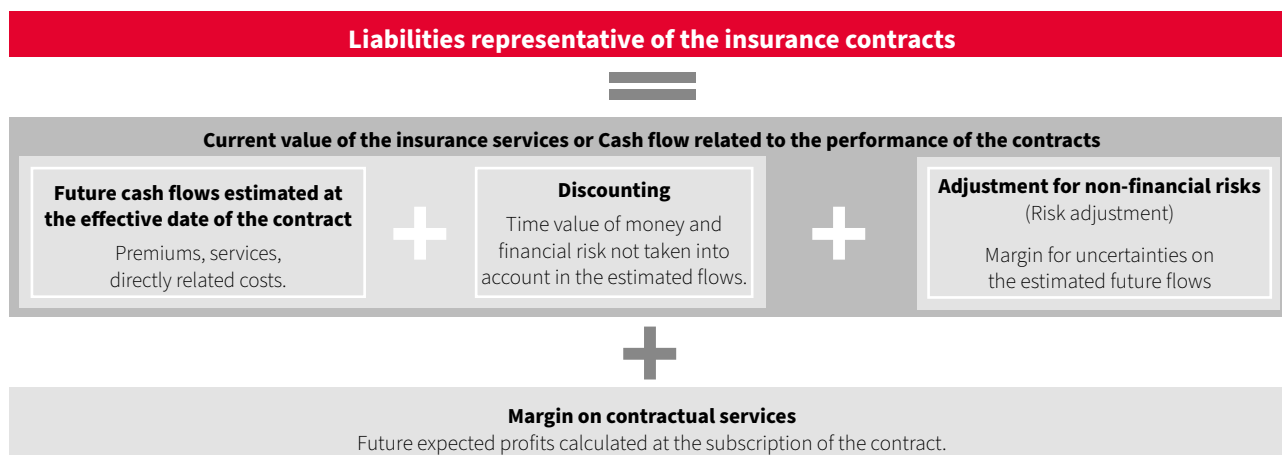 Liabilities representative of the insurance contracts
Current value of the insurance services or Cash flow related to the performance of the contracts
Future cash flows estimated at
the effective date of the contract
Premiums, services,
directly related costs.
Discounting
Time value of money and
financial risk not taken into
account in the estimated flows.
Adjustment for non-financial risks
(Risk adjustment)
Margin for uncertainties on
the estimated future flows
Margin on contractual services
Future expected profits calculated at the subscription of the contract.